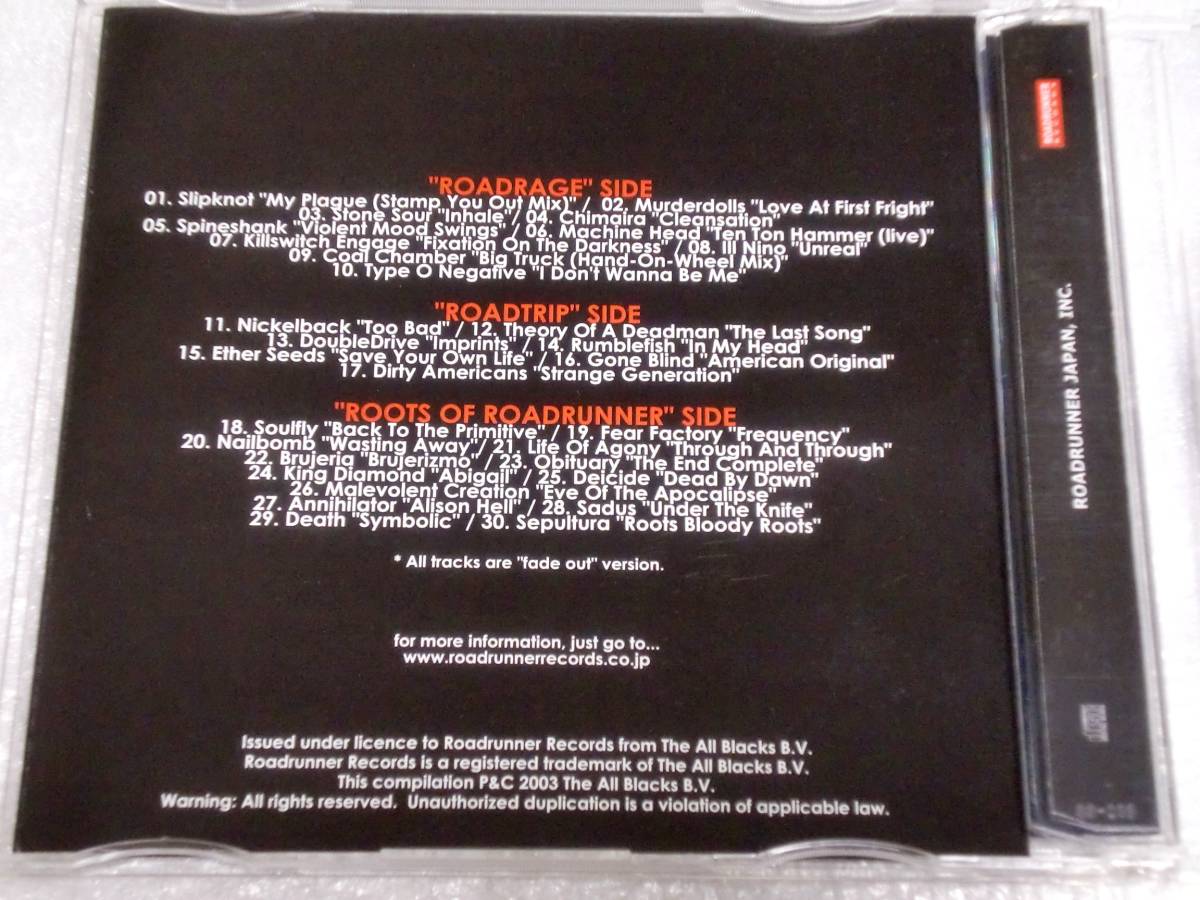 "ROADRAGE" SIDE
01. Slipknot "My Plague (Stamp You Out Mix)" / 02. Murderdolls "Love At First Fright"
03. Stone Sour "Inhale" / 04. Chimaira "Cleansation"
05. Spineshank "Violent Mood Swings" / 06. Machine Head "Ten Ton Hammer (live)"
07. Killswitch Engage "Fixation On The Darkness" / 08. Ill Nino "Unreal"
09. Coal Chamber "Big Truck (Hand-On-Wheel Mix)"
10. Type O Negative "I Don't Wanna Be Me"
"ROADTRIP" SIDE
11. Nickelback "Too Bad" / 12. Theory Of A Deadman "The Last Song"
13. DoubleDrive "Imprints" / 14. Rumblefish "In My Head"
15. Ether Seeds "Save Your Own Life" / 16. Gone Blind "American Original"
17. Dirty Americans "Strange Generation"
"ROOTS OF ROADRUNNER" SIDE
18. Soulfly "Back To The Primitive" / 19. Fear Factory "Frequency"
20. Nailbomb "Wasting Away" / 21. Life Of Agony "Through And Through"
22. Brujeria "Brujerizmo" / 23. Obituary "The End Complete"
24. King Diamond "Abigail" / 25. Deicide "Dead By Dawn"
26. Malevolent Creation "Eve Of The Apocalipse"
27. Annihilator "Alison Hell" / 28. Sadus "Under The Knife"
29. Death "Symbolic" / 30. Sepultura "Roots Bloody Roots"
* All tracks are "fade out" version.
for more information, just go to...
www.roadrunnerrecords.co.jp
Issued under licence to Roadrunner Records from The All Blacks B.V.
Roadrunner Records is a registered trademark of The All Blacks B.V.
This compilation P&C 2003 The All Blacks B.V.
Warning: All rights reserved. Unauthorized duplication is a violation of applicable law.
ROADRUNNER
RECORDS
ROADRUNNER JAPAN, INC.